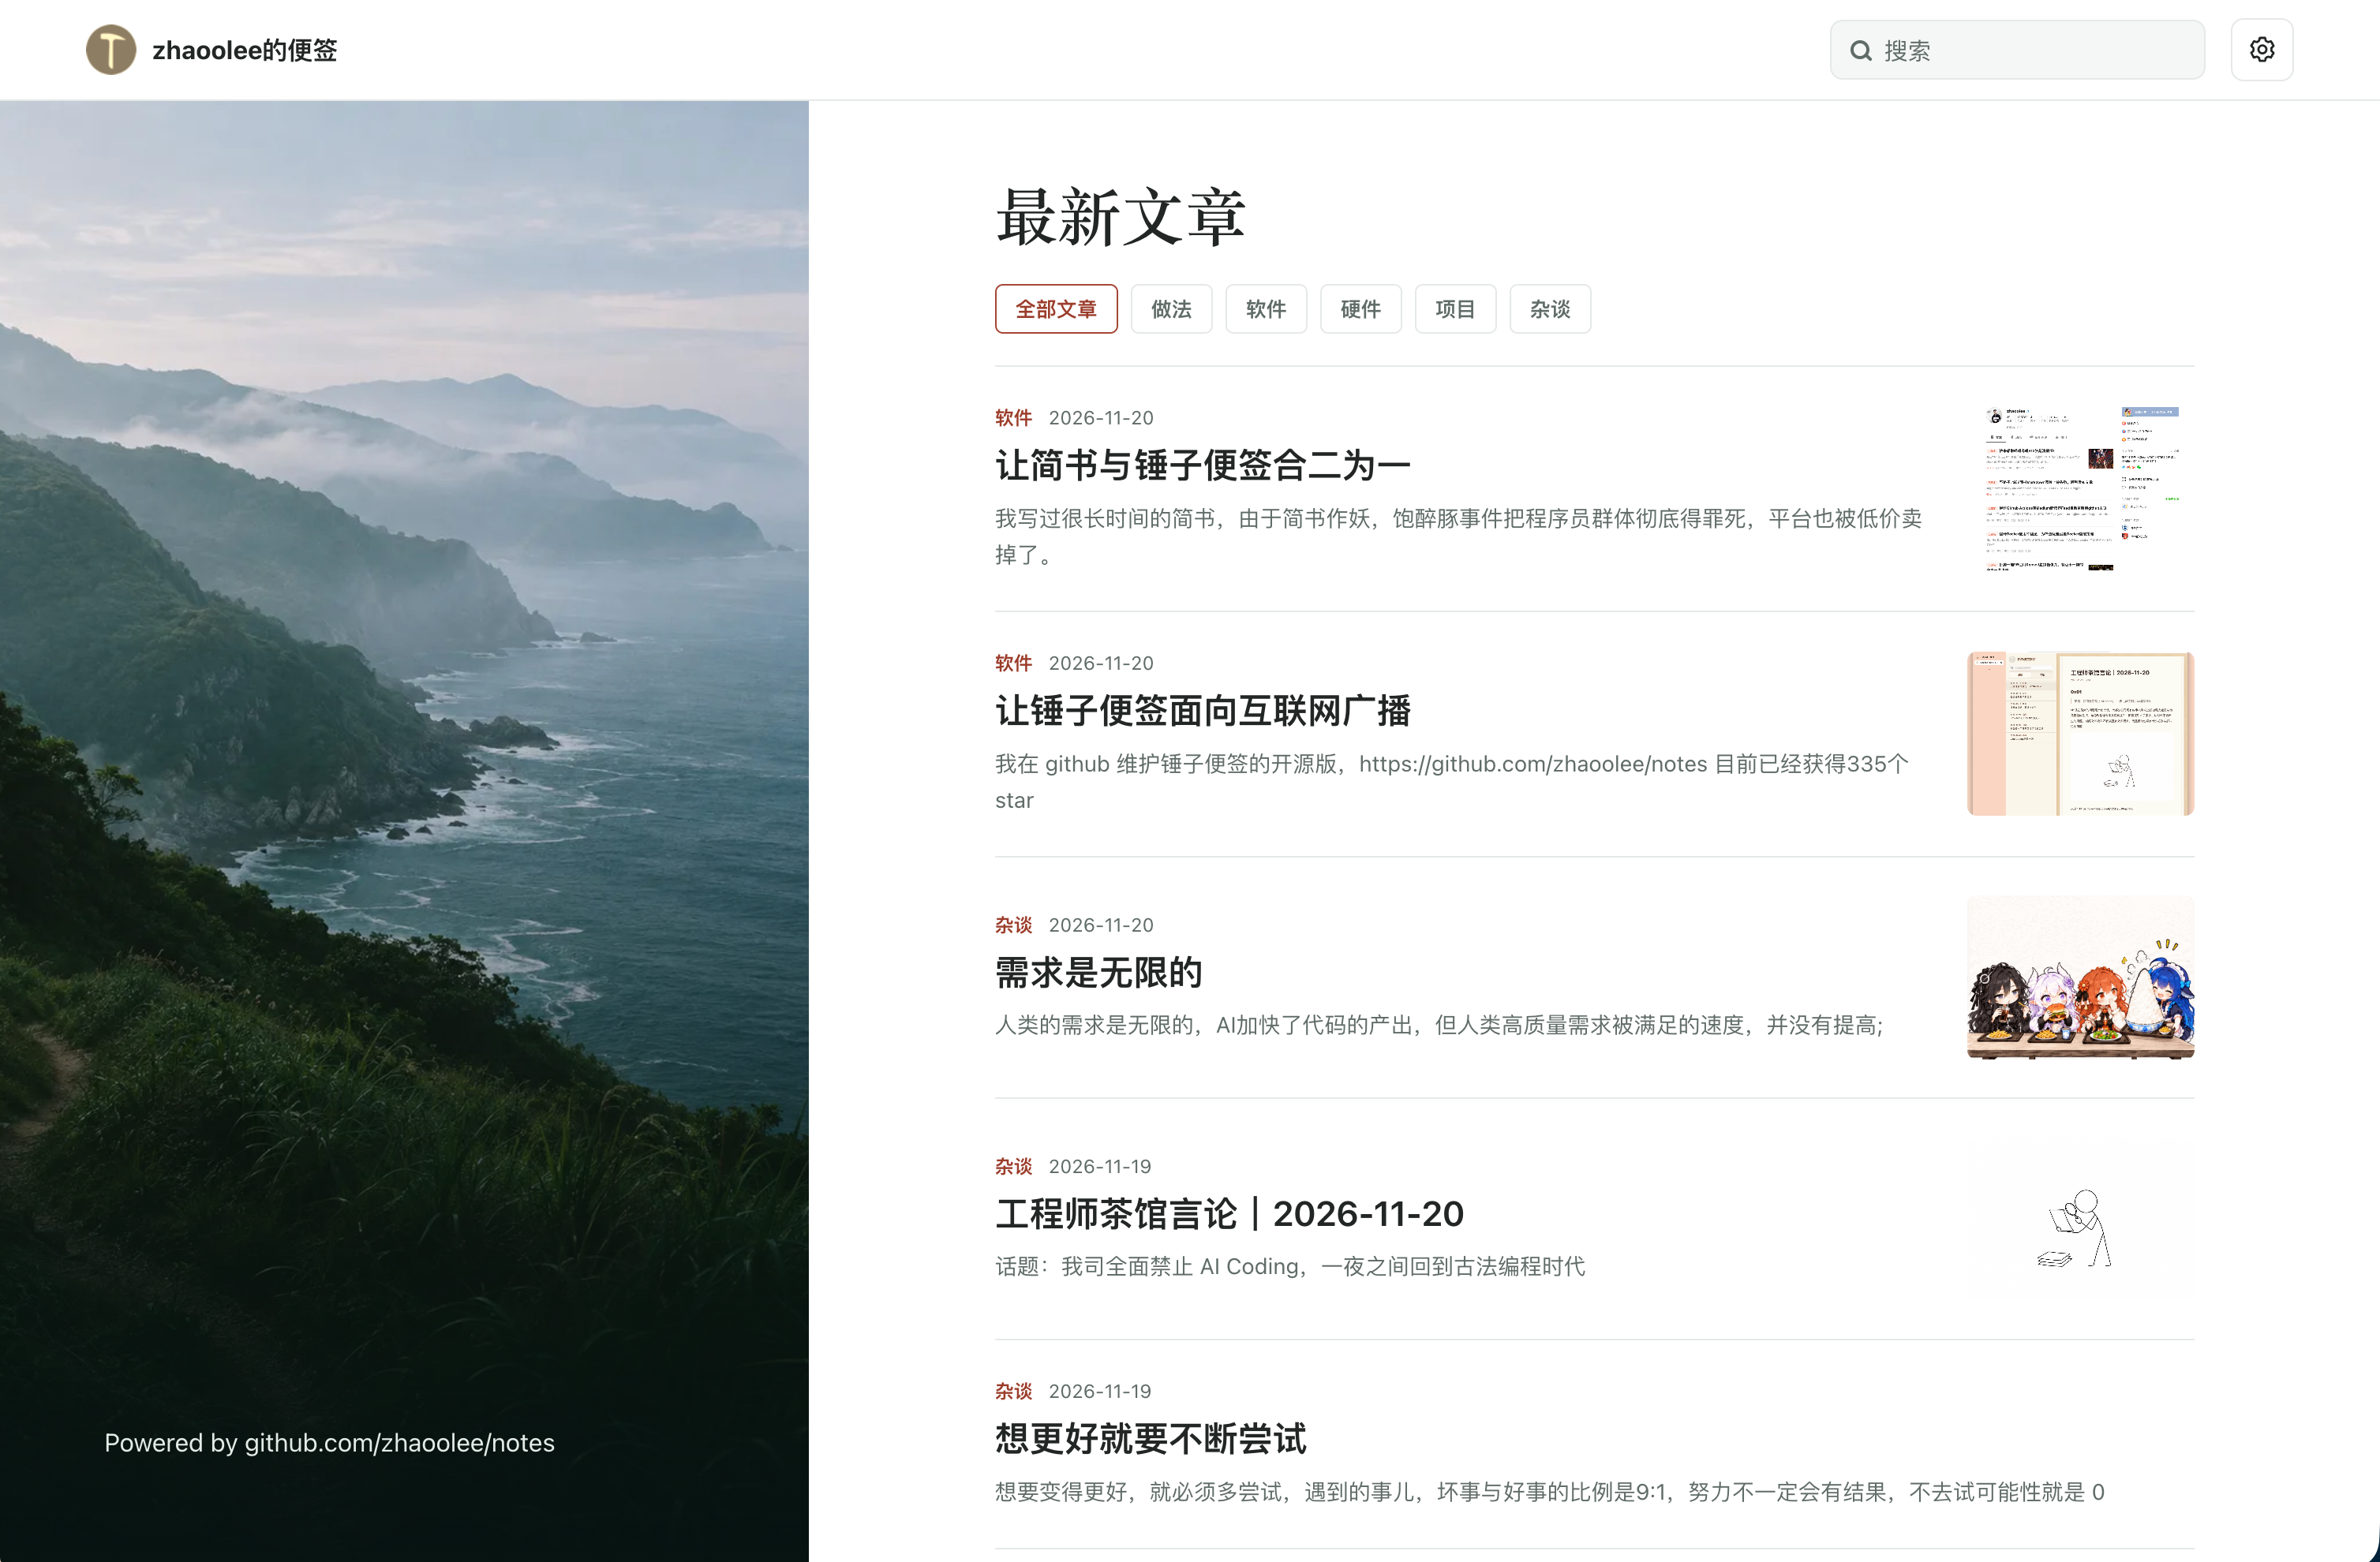 zhaoolee的便签
搜索
最新文章
全部文章
做法
软件
硬件
项目
杂谈
软件 2026-11-20
让简书与锤子便签合二为一
我写过很长时间的简书，由于简书作妖，饱醉豚事件把程序员群体彻底得罪死，平台也被低价卖
掉了。
软件 2026-11-20
让锤子便签面向互联网广播
我在 github 维护锤子便签的开源版，https://github.com/zhaoolee/notes 目前已经获得335个
star
工程师茶馆言论｜2026-11-20
杂谈 2026-11-20
需求是无限的
人类的需求是无限的，AI加快了代码的产出，但人类高质量需求被满足的速度，并没有提高;
杂谈 2026-11-19
工程师茶馆言论｜2026-11-20
话题：我司全面禁止 AI Coding，一夜之间回到古法编程时代
杂谈 2026-11-19
想更好就要不断尝试
想要变得更好，就必须多尝试，遇到的事儿，坏事与好事的比例是9:1，努力不一定会有结果，不去试可能性就是 0
Powered by github.com/zhaoolee/notes